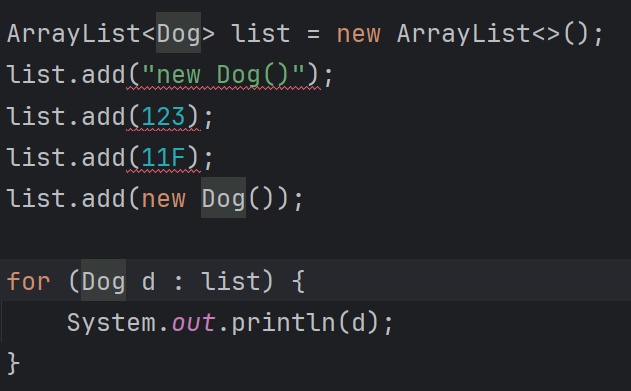 ArrayList<Dog> list = new ArrayList<>();
list.add("new Dog()");
list.add(123);
list.add(11F);
list.add(new Dog());
for (Dog d : list) {
System.out.println(d);
}